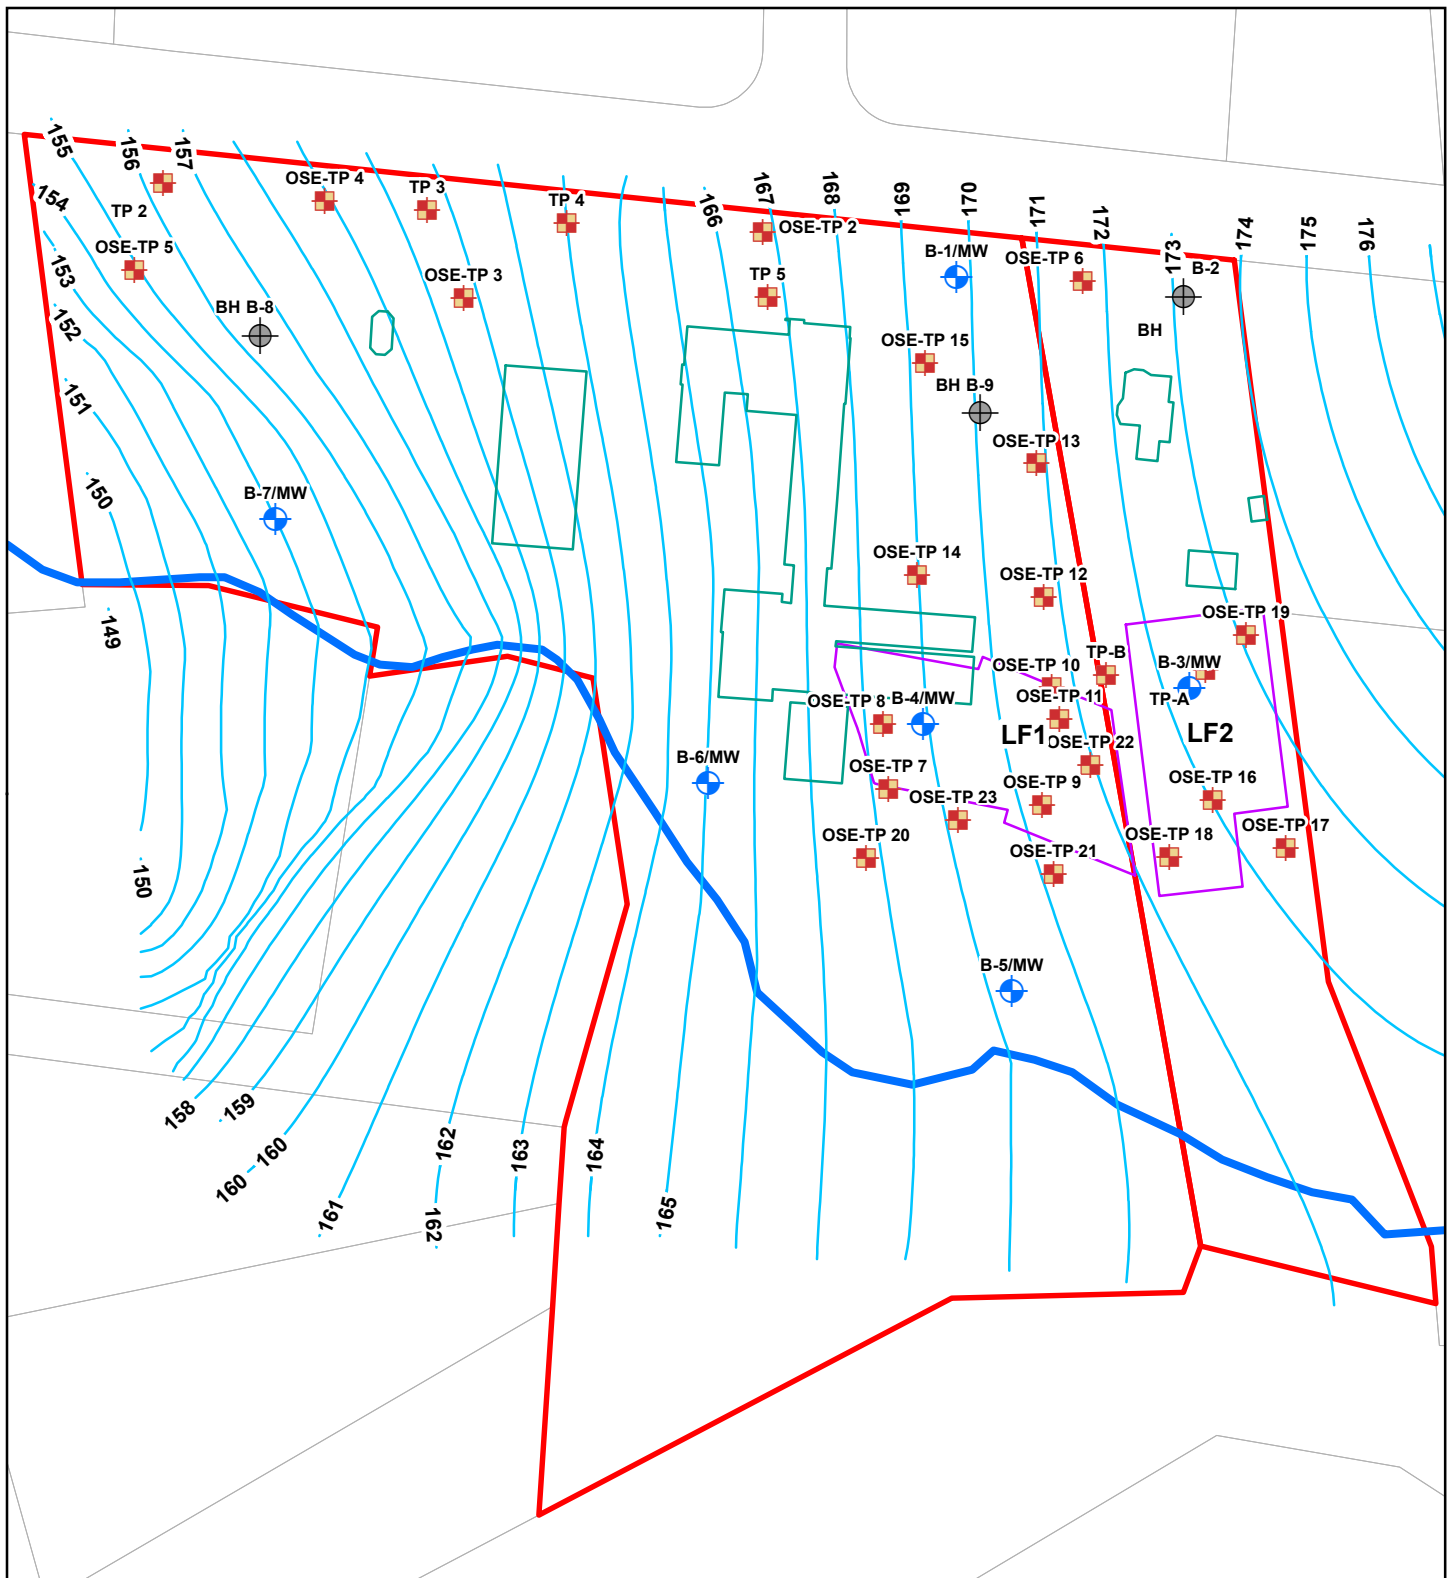 155
156
157
OSE-TP 4
TP 3
TP 4
166
167
168
169
170
171
172
173
174
175
176
154
TP 2
OSE-TP 2
OSE-TP 5
153
B-1/MW
OSE-TP 6
B-2
OSE-TP 3
TP 5
BH B-8
152
BH
OSE-TP 15
BH B-9
151
OSE-TP 13
150
B-7/MW
OSE-TP 14
OSE-TP 12
149
OSE-TP 19
TP-B
OSE-TP 10
B-3/MW
TP-A
OSE-TP 8
B-4/MW
OSE-TP 11
LF1
LF2
OSE-TP 22
B-6/MW
OSE-TP 7
OSE-TP 9
OSE-TP 16
OSE-TP 23
OSE-TP 20
OSE-TP 18
OSE-TP 17
OSE-TP 21
150
B-5/MW
158
159
160
160
161
162
162
163
164
165